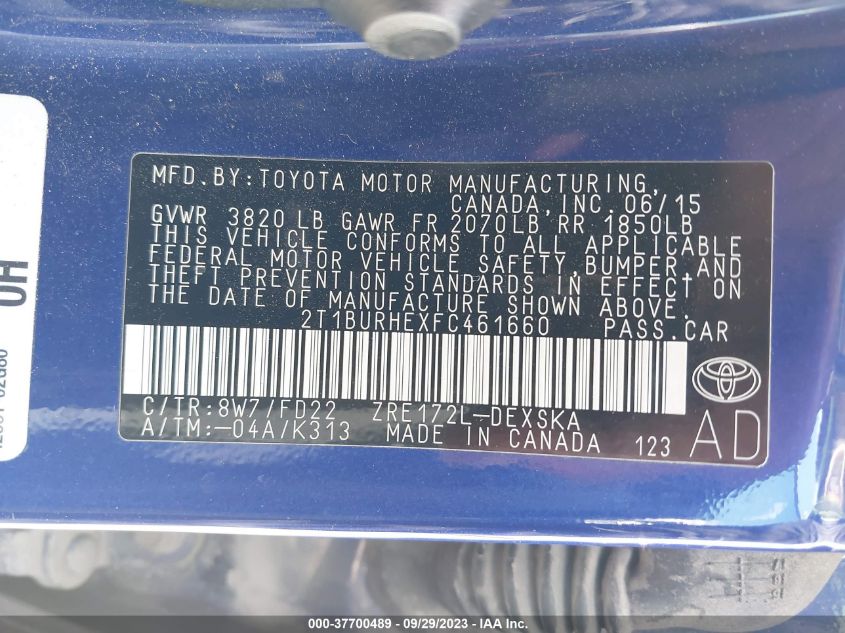 MFD.BY:TOYOTA MOTOR MANUFACTURING,
CANADA,INC. 06/15
GVWR 3820 LB GAWR FR 2070LB RR 1850LB
THIS VEHICLE CONFORMS TO ALL APPLICABLE
FEDERAL MOTOR VEHICLE SAFETY,BUMPER,AND
THEFT PREVENTION STANDARDS IN EFFECT ON
THE DATE OF MANUFACTURE SHOWN ABOVE.
2T1BURHEXFC461660 PASS.CAR
C/TR:8W7/FD22 ZRE172L-DEXSKA
A/TM:-04A/K313 MADE IN CANADA 123
AD
000-37700489 - 09/29/2023 - IAA Inc.